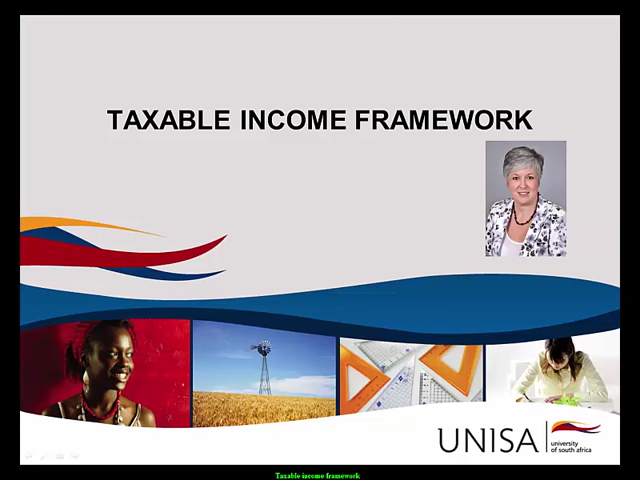 TAXABLE INCOME FRAMEWORK
UNISA
university
of south africa
Taxable income framework